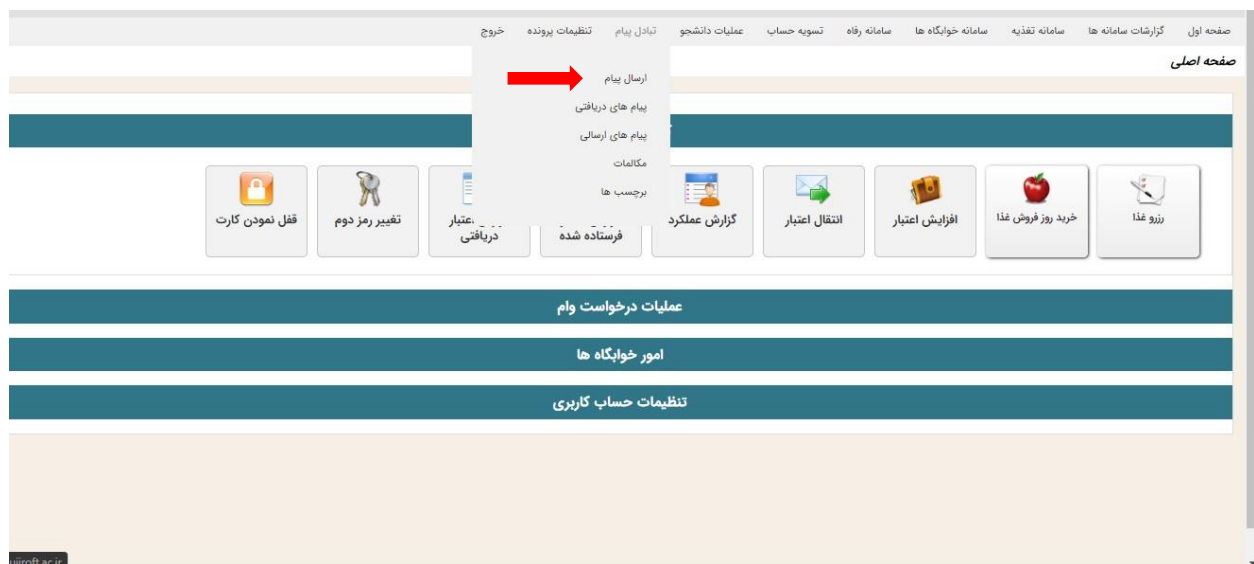 صفحه اول گزارشات سامانه ها سامانه تغذیه سامانه خوابگاه ها سامانه رفاه تسویه حساب عملیات دانشجو تبادل پیام تنظیمات پرونده خروج
صفحه اصلی
ارسال پیام
پیام های دریافتی
پیام های ارسالی
مکالمات
برچسب ها
رزرو غذا
خرید روز فروش غذا
افزایش اعتبار
انتقال اعتبار
گزارش عملکرد
فرستاده شده
اعتبار
دریافتی
تغییر رمز دوم
قفل نمودن کارت
عملیات درخواست وام
امور خوابگاه ها
تنظیمات حساب کاربری